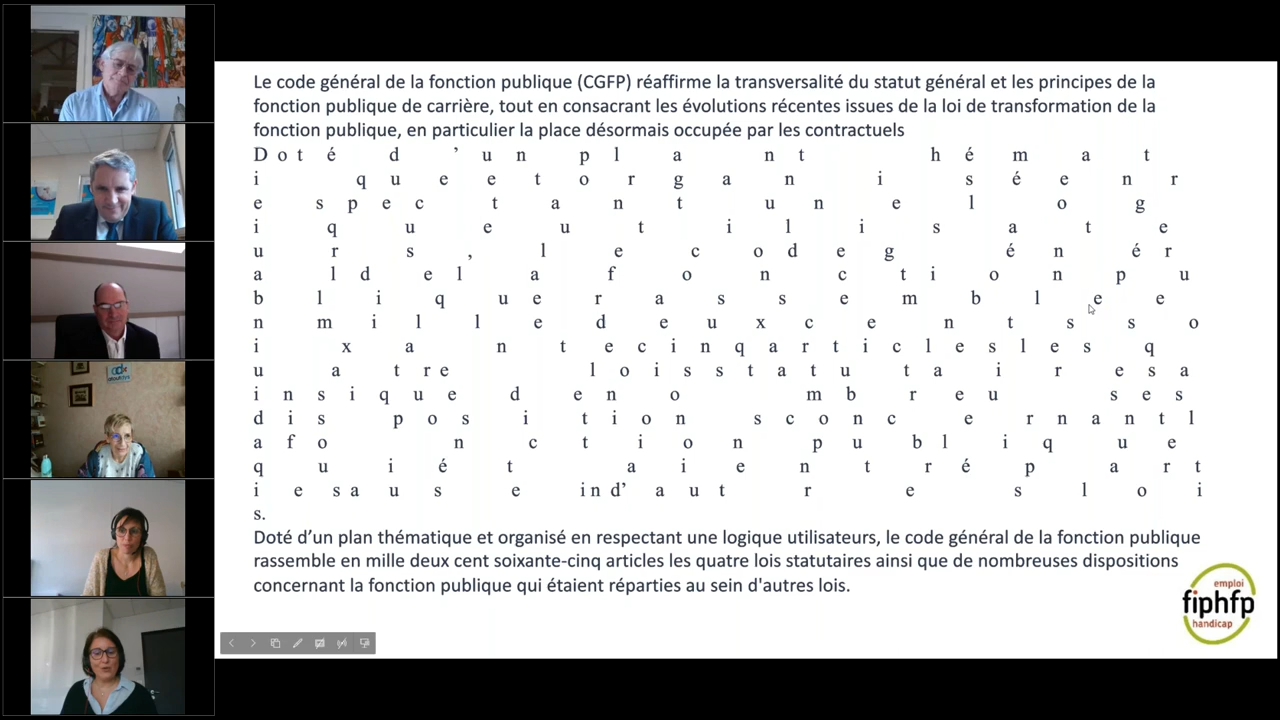 Le code général de la fonction publique (CGFP) réaffirme la transversalité du statut général et les principes de la
fonction publique de carrière, tout en consacrant les évolutions récentes issues de la loi de transformation de la
fonction publique, en particulier la place désormais occupée par les contractuels
D o t é d ’ u n p l a n t h é m a t
i q u e e t o r g a n i s é e n r
e s p e c t a n t u n e l o g
i q u e u t i l i s a t e
u r s , l e c o d e g é n é r
a l d e l a f o n c t i o n p u
b l i q u e r a s s e m b l e e
n m i l l e d e u x c e n t s s o
i x a n t e c i n q a r t i c l e s l e s q
u a t r e l o i s s t a t u t a i r e s a
i n s i q u e d e n o m b r e u s e s
d i s p o s i t i o n s c o n c e r n a n t l
a f o n c t i o n p u b l i q u e
q u i é t a i e n t r é p a r t
i e s a u s e i n d’ a u t r e s l o i
s.
Doté d’un plan thématique et organisé en respectant une logique utilisateurs, le code général de la fonction publique
rassemble en mille deux cent soixante-cinq articles les quatre lois statutaires ainsi que de nombreuses dispositions
concernant la fonction publique qui étaient réparties au sein d'autres lois.
emploi
fiphfp
handicap